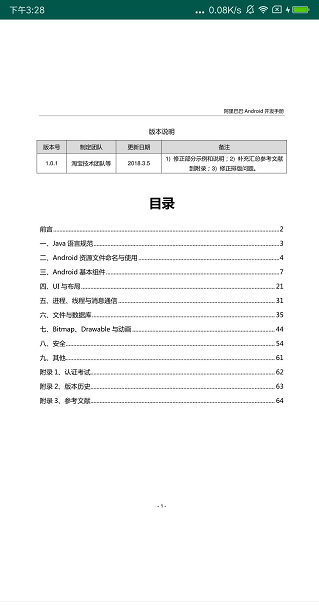 下午3:28
... 0.08K/s
阿里巴巴 Android 开发手册
版本说明
版本号 制定团队 更新日期 备注
1.0.1 淘宝技术团队等 2018.3.5 1）修正部分示例和说明；2）补充汇总参考文献
到附录；3）修正排版问题。
目录
前言 2
一、Java 语言规范 3
二、Android 资源文件命名与使用 4
三、Android 基本组件 7
四、UI 与布局 21
五、进程、线程与消息通信 31
六、文件与数据库 35
七、Bitmap、Drawable 与动画 44
八、安全 54
九、其他 61
附录 1、认证考试 62
附录 2、版本历史 63
附录 3、参考文献 64
- 1 -